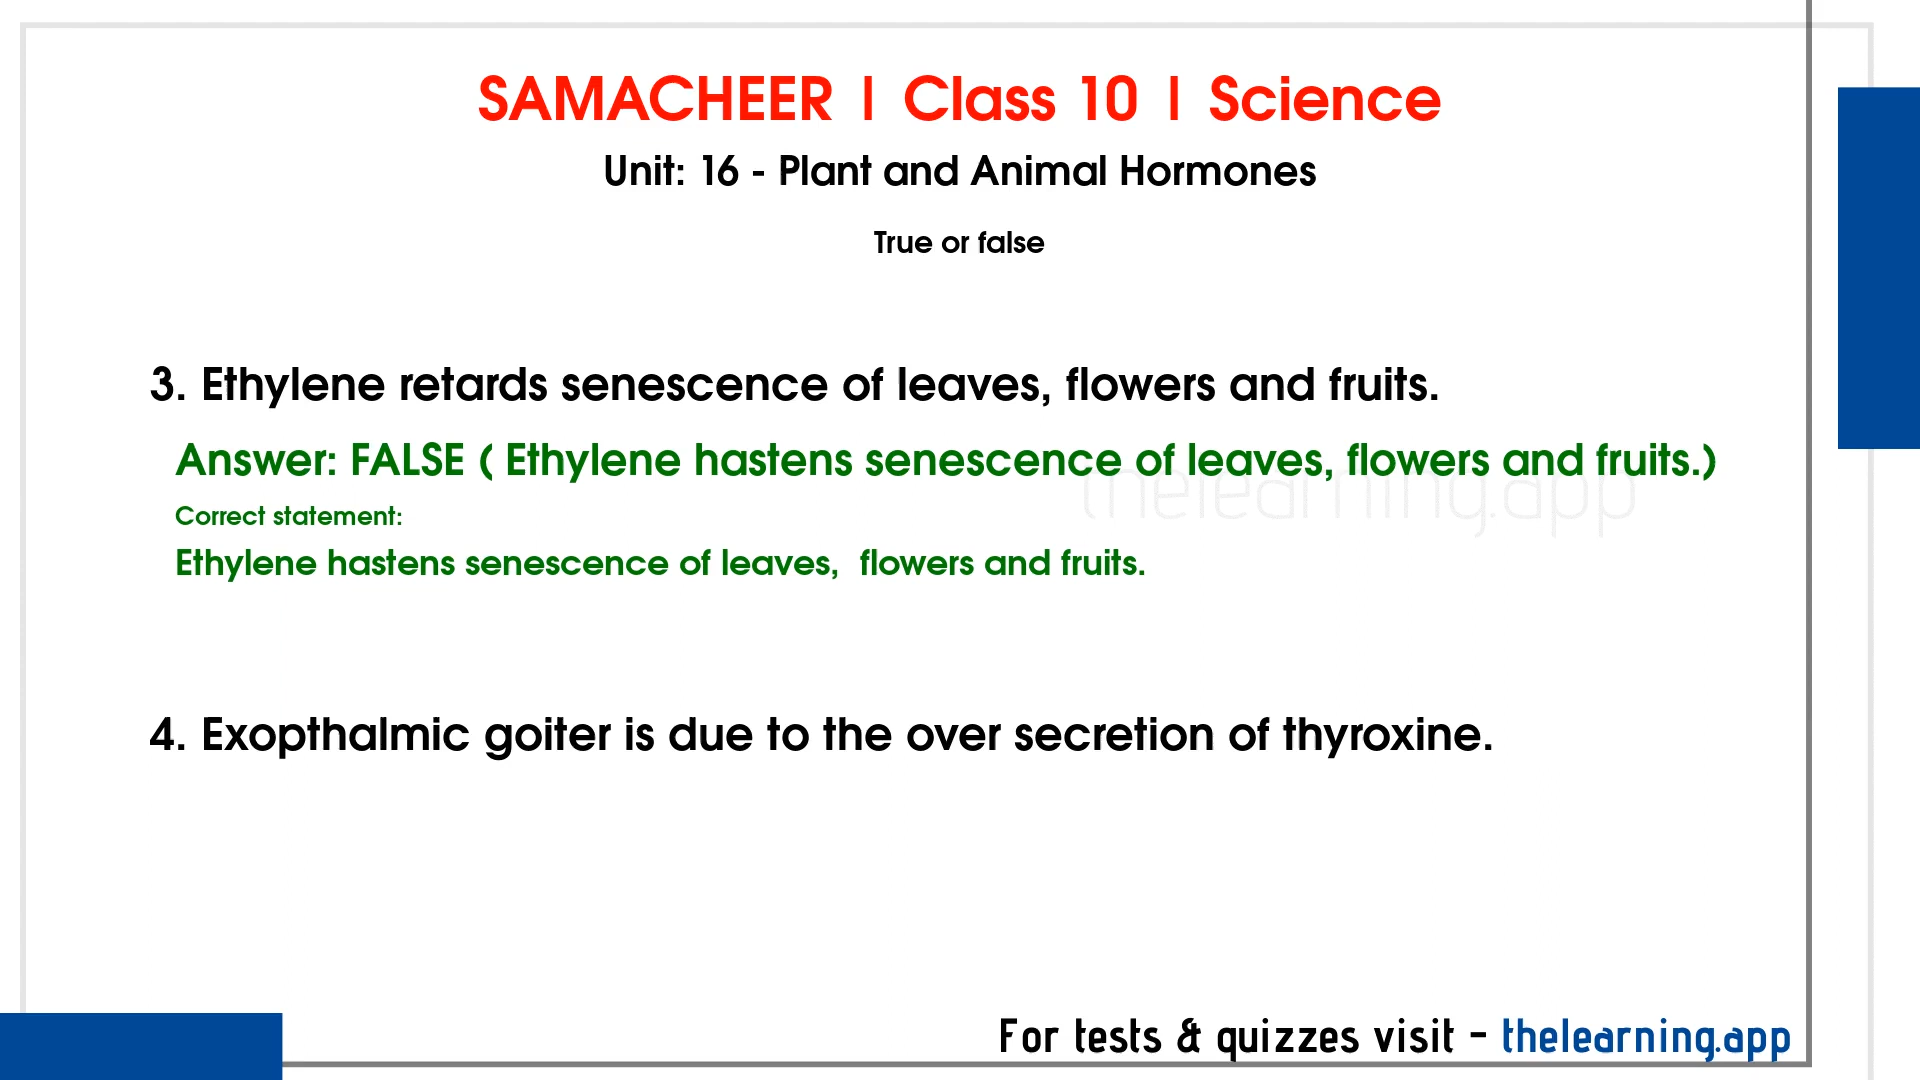 SAMACHEER | Class 10 | Science
Unit: 16 - Plant and Animal Hormones
True or false
3. Ethylene retards senescence of leaves, flowers and fruits.
Answer: FALSE ( Ethylene hastens senescence of leaves, flowers and fruits.)
thelearning.app
Correct statement:
Ethylene hastens senescence of leaves,  flowers and fruits.
4. Exopthalmic goiter is due to the over secretion of thyroxine.
For tests & quizzes visit - thelearning.app